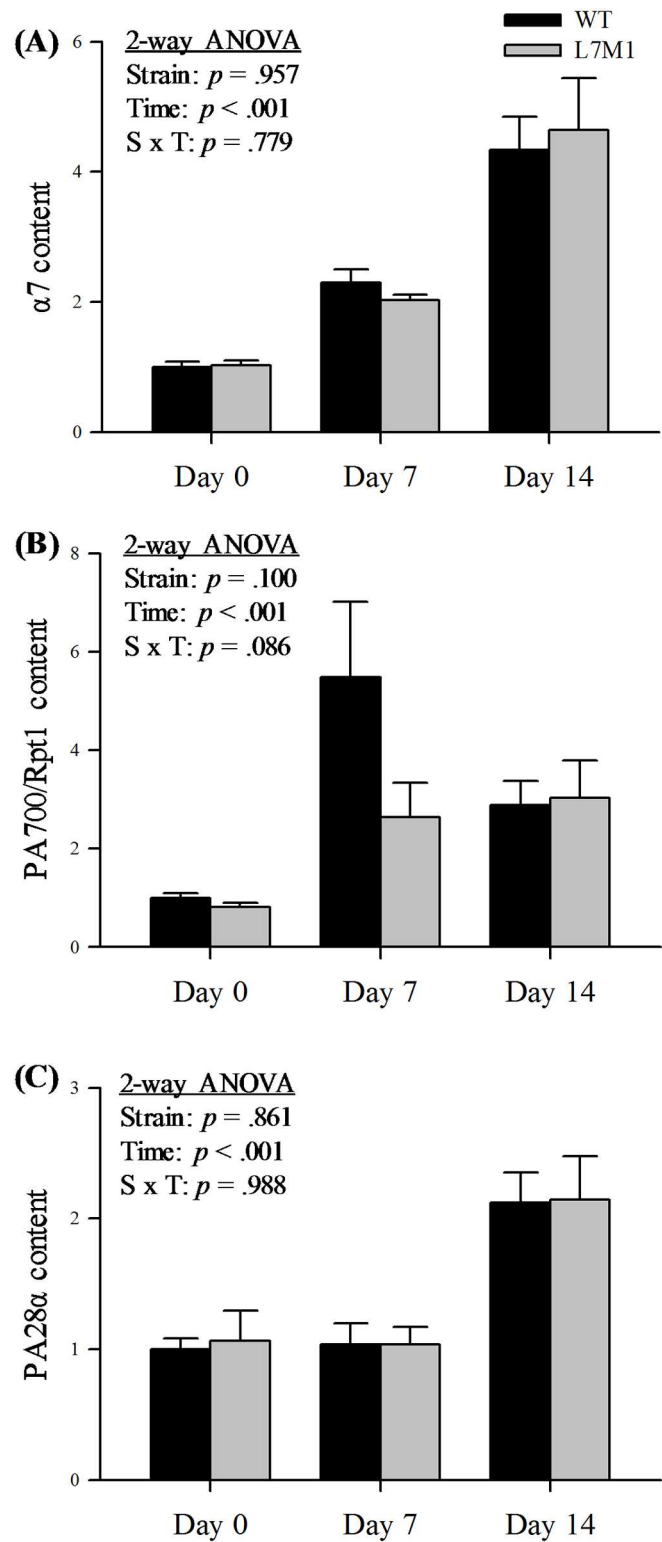 WT
L7M1
(A)
2-way ANOVA
Strain: p = .957
Time: p < .001
S x T: p = .779
6
4
2
0
α7 content
Day 0 Day 7 Day 14
(B)
2-way ANOVA
Strain: p = .100
Time: p < .001
S x T: p = .086
8
6
4
2
0
PA700/Rpt1 content
Day 0 Day 7 Day 14
(C)
2-way ANOVA
Strain: p = .861
Time: p < .001
S x T: p = .988
3
2
1
0
PA28α content
Day 0 Day 7 Day 14